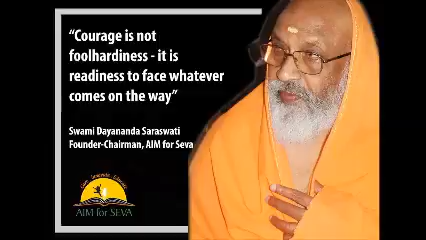 “Courage is not
foolhardiness - it is
readiness to face whatever
comes on the way”
Swami Dayananda Saraswati
Founder-Chairman, AIM for Seva
AIM for SEVA